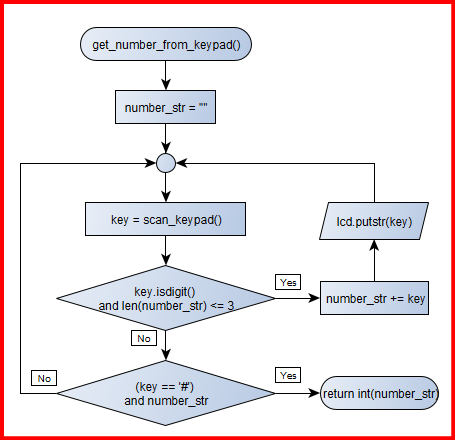 get_number_from_keypad()
number_str = ""
key = scan_keypad()
lcd.putstr(key)
key.isdigit()
and len(number_str) <= 3
Yes
number_str += key
No
No
(key == '#')
and number_str
Yes
return int(number_str)